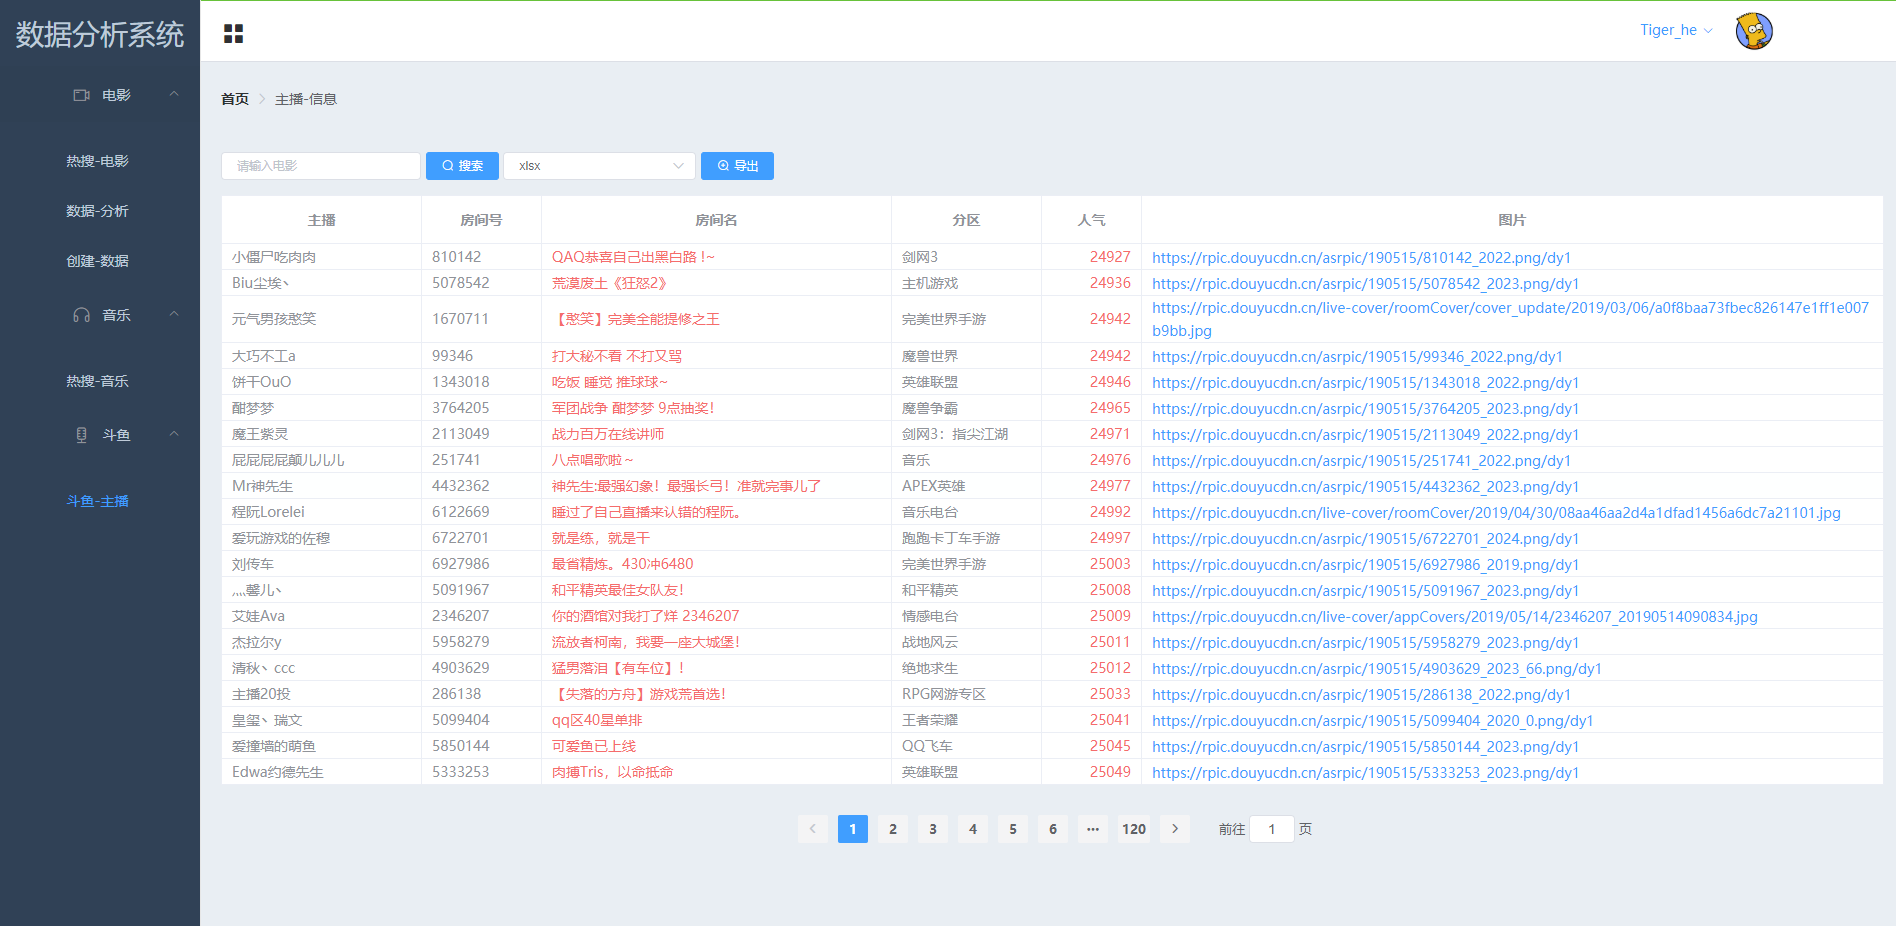 数据分析系统
Tiger_he
电影
热搜-电影
数据-分析
创建-数据
音乐
热搜-音乐
斗鱼
斗鱼-主播
首页 主播-信息
请输入电影 搜索 xlsx 导出
主播 房间号 房间名 分区 人气 图片
小僵尸吃肉肉 810142 QAQ恭喜自己出黑白路 !~ 剑网3 24927 https://rpic.douyucdn.cn/asrpic/190515/810142_2022.png/dy1
Biu尘埃丶 5078542 荒漠废土《狂怒2》 主机游戏 24936 https://rpic.douyucdn.cn/asrpic/190515/5078542_2023.png/dy1
元气男孩憨笑 1670711 【憨笑】完美全能提修之王 完美世界手游 24942 https://rpic.douyucdn.cn/live-cover/roomCover/cover_update/2019/03/06/a0f8baa73fbec826147e1ff1e007
b9bb.jpg
大巧不工a 99346 打大秘不看 不打又骂 魔兽世界 24942 https://rpic.douyucdn.cn/asrpic/190515/99346_2022.png/dy1
饼干OuO 1343018 吃饭 睡觉 推球球~ 英雄联盟 24946 https://rpic.douyucdn.cn/asrpic/190515/1343018_2022.png/dy1
酣梦梦 3764205 军团战争 酣梦梦 9点抽奖！ 魔兽争霸 24965 https://rpic.douyucdn.cn/asrpic/190515/3764205_2023.png/dy1
魔王紫灵 2113049 战力百万在线讲师 剑网3：指尖江湖 24971 https://rpic.douyucdn.cn/asrpic/190515/2113049_2022.png/dy1
屁屁屁屁颠儿儿儿 251741 八点唱歌啦～ 音乐 24976 https://rpic.douyucdn.cn/asrpic/190515/251741_2022.png/dy1
Mr神先生 4432362 神先生:最强幻象！最强长弓！准就完事儿了 APEX英雄 24977 https://rpic.douyucdn.cn/asrpic/190515/4432362_2023.png/dy1
程阮Lorelei 6122669 睡过了自己直播来认错的程阮。 音乐电台 24992 https://rpic.douyucdn.cn/live-cover/roomCover/2019/04/30/08aa46aa2d4a1dfad1456a6dc7a21101.jpg
爱玩游戏的佐穆 6722701 就是练，就是干 跑跑卡丁车手游 24997 https://rpic.douyucdn.cn/asrpic/190515/6722701_2024.png/dy1
刘传车 6927986 最省精炼。430冲6480 完美世界手游 25003 https://rpic.douyucdn.cn/asrpic/190515/6927986_2019.png/dy1
灬馨儿丶 5091967 和平精英最佳女队友！ 和平精英 25008 https://rpic.douyucdn.cn/asrpic/190515/5091967_2023.png/dy1
艾娃Ava 2346207 你的酒馆对我打了烊 2346207 情感电台 25009 https://rpic.douyucdn.cn/live-cover/appCovers/2019/05/14/2346207_20190514090834.jpg
杰拉尔y 5958279 流放者柯南，我要一座大城堡！ 战地风云 25011 https://rpic.douyucdn.cn/asrpic/190515/5958279_2023.png/dy1
清秋丶ccc 4903629 猛男落泪【有车位】！ 绝地求生 25012 https://rpic.douyucdn.cn/asrpic/190515/4903629_2023_66.png/dy1
主播20投 286138 【失落的方舟】游戏荒首选！ RPG网游专区 25033 https://rpic.douyucdn.cn/asrpic/190515/286138_2022.png/dy1
皇玺丶瑞文 5099404 qq区40星单排 王者荣耀 25041 https://rpic.douyucdn.cn/asrpic/190515/5099404_2020_0.png/dy1
爱撞墙的萌鱼 5850144 可爱鱼已上线 QQ飞车 25045 https://rpic.douyucdn.cn/asrpic/190515/5850144_2023.png/dy1
Edwa约德先生 5333253 肉搏Tris，以命抵命 英雄联盟 25049 https://rpic.douyucdn.cn/asrpic/190515/5333253_2023.png/dy1
1 2 3 4 5 6 ··· 120 前往 1 页